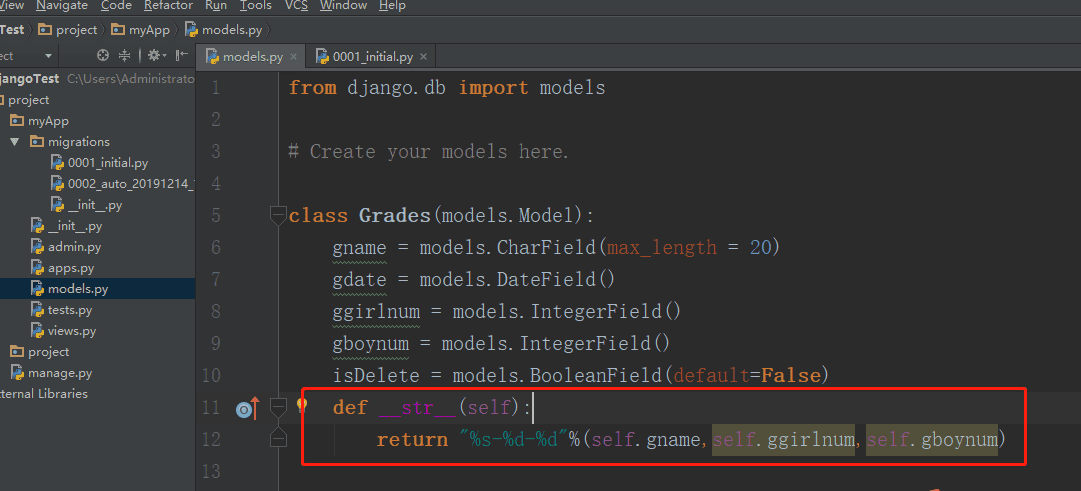 View Navigate Code Refactor Run Tools VCS Window Help
Test project myApp models.py
ect
models.py × 0001_initial.py ×
jangoTest C:\Users\Administrato
project
myApp
migrations
0001_initial.py
0002_auto_20191214_
__init__.py
__init__.py
admin.py
apps.py
models.py
tests.py
views.py
project
manage.py
ternal Libraries
1 from django.db import models
2
3 # Create your models here.
4
5 class Grades(models.Model):
6 gname = models.CharField(max_length = 20)
7 gdate = models.DateField()
8 ggirlnum = models.IntegerField()
9 gboynum = models.IntegerField()
10 isDelete = models.BooleanField(default=False)
11 def __str__(self):
12 return "%s-%d-%d"%(self.gname,self.ggirlnum,self.gboynum)
13